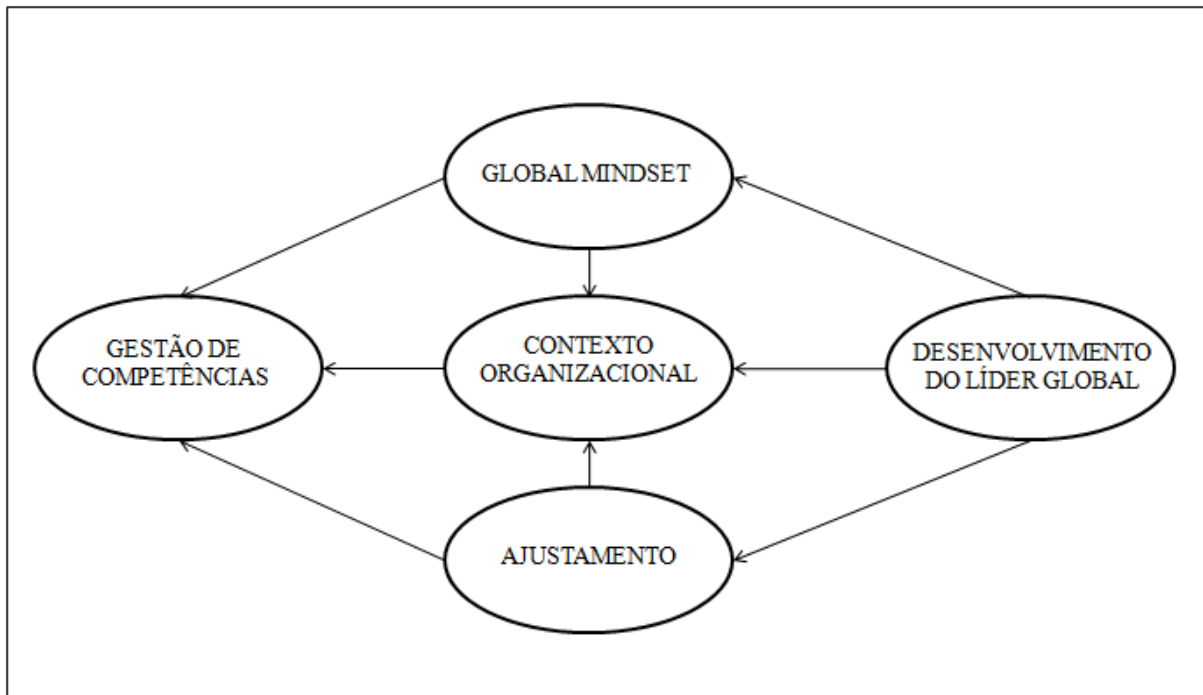 GLOBAL MINDSET
GESTÃO DE
COMPETÊNCIAS
CONTEXTO
ORGANIZACIONAL
DESENVOLVIMENTO
DO LÍDER GLOBAL
AJUSTAMENTO